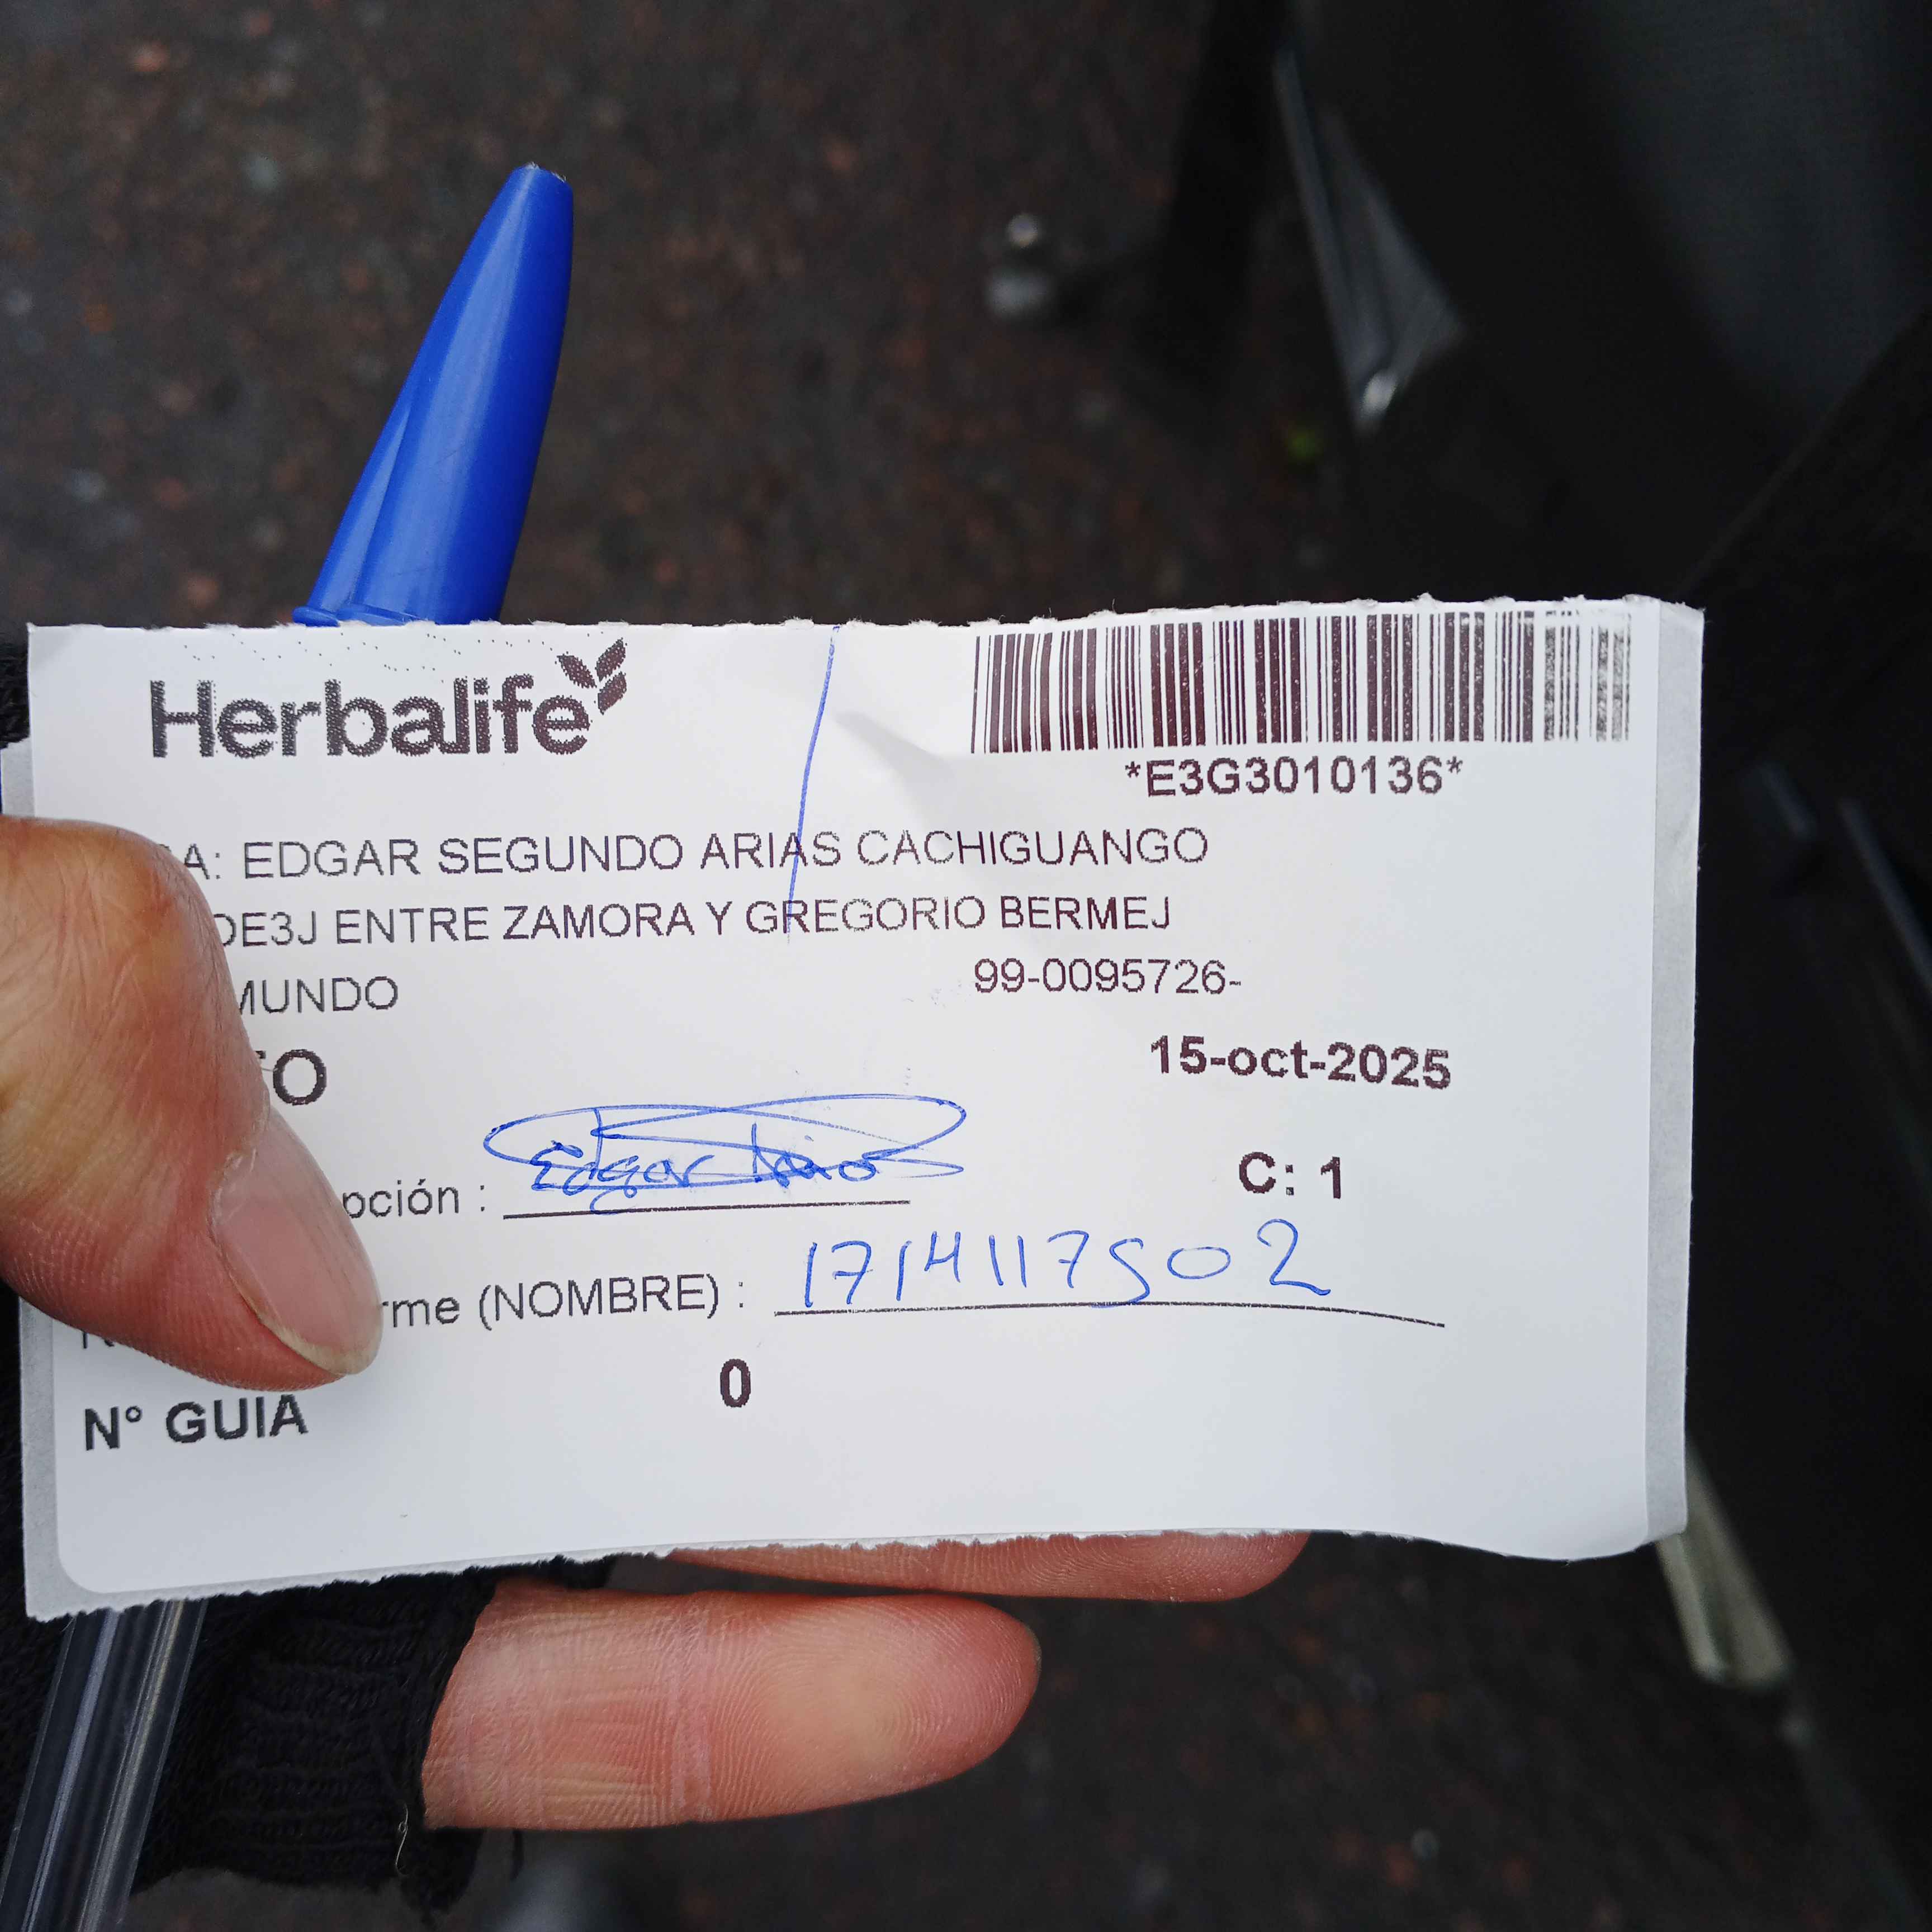 Herbalife
*E3G3010136*
A: EDGAR SEGUNDO ARIAS CACHIGUANGO
DE3J ENTRE ZAMORA Y GREGORIO BERMEJ
MUNDO 99-0095726-
TO 15-oct-2025
pción : Edgar Arias C: 1
rme (NOMBRE) : 1714117502
N° GUIA 0